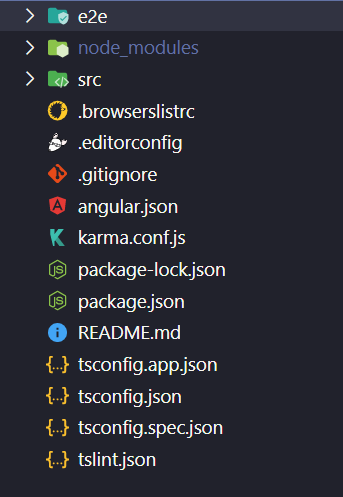 e2e
node_modules
src
.browserslistrc
.editorconfig
.gitignore
angular.json
karma.conf.js
package-lock.json
package.json
README.md
tsconfig.app.json
tsconfig.json
tsconfig.spec.json
tslint.json